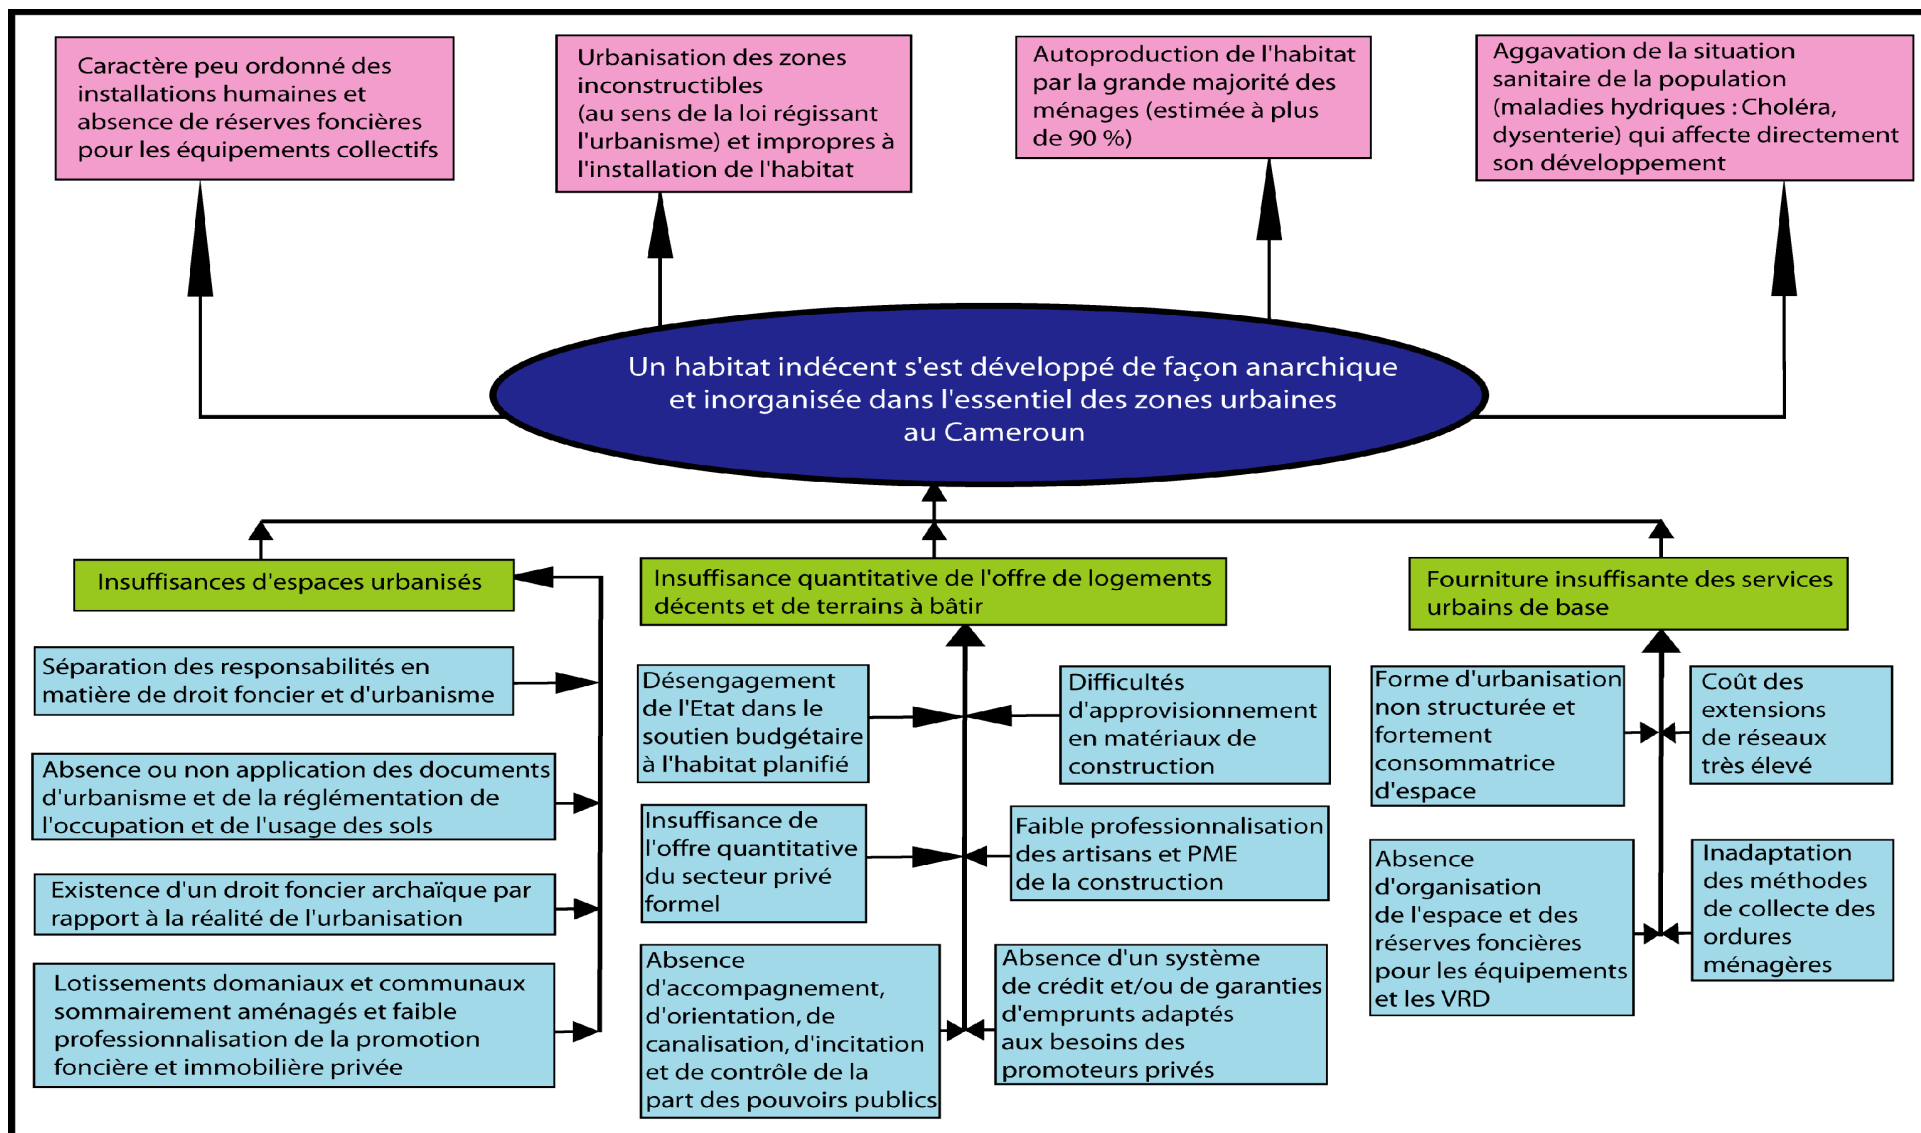 Caractère peu ordonné des
installations humaines et
absence de réserves foncières
pour les équipements collectifs
Urbanisation des zones
inconstructibles
(au sens de la loi régissant
l'urbanisme) et impropres à
l'installation de l'habitat
Autoproduction de l'habitat
par la grande majorité des
ménages (estimée à plus
de 90 %)
Aggavation de la situation
sanitaire de la population
(maladies hydriques : Choléra,
dysenterie) qui affecte directement
son développement
Un habitat indécent s'est développé de façon anarchique
et inorganisée dans l'essentiel des zones urbaines
au Cameroun
Insuffisances d'espaces urbanisés
Séparation des responsabilités en
matière de droit foncier et d'urbanisme
Absence ou non application des documents
d'urbanisme et de la réglémentation de
l'occupation et de l'usage des sols
Existence d'un droit foncier archaïque par
rapport à la réalité de l'urbanisation
Lotissements domaniaux et communaux
sommairement aménagés et faible
professionnalisation de la promotion
foncière et immobilière privée
Insuffisance quantitative de l'offre de logements
décents et de terrains à bâtir
Désengagement
de l'Etat dans le
soutien budgétaire
à l'habitat planifié
Difficultés
d'approvisionnement
en matériaux de
construction
Insuffisance de
l'offre quantitative
du secteur privé
formel
Faible professionnalisation
des artisans et PME
de la construction
Absence
d'accompagnement,
d'orientation, de
canalisation, d'incitation
et de contrôle de la
part des pouvoirs publics
Absence d'un système
de crédit et/ou de garanties
d'emprunts adaptés
aux besoins des
promoteurs privés
Fourniture insuffisante des services
urbains de base
Forme d'urbanisation
non structurée et
fortement
consommatrice
d'espace
Coût des
extensions
de réseaux
très élevé
Absence
d'organisation
de l'espace et des
réserves foncières
pour les équipements
et les VRD
Inadaptation
des méthodes
de collecte des
ordures
ménagères